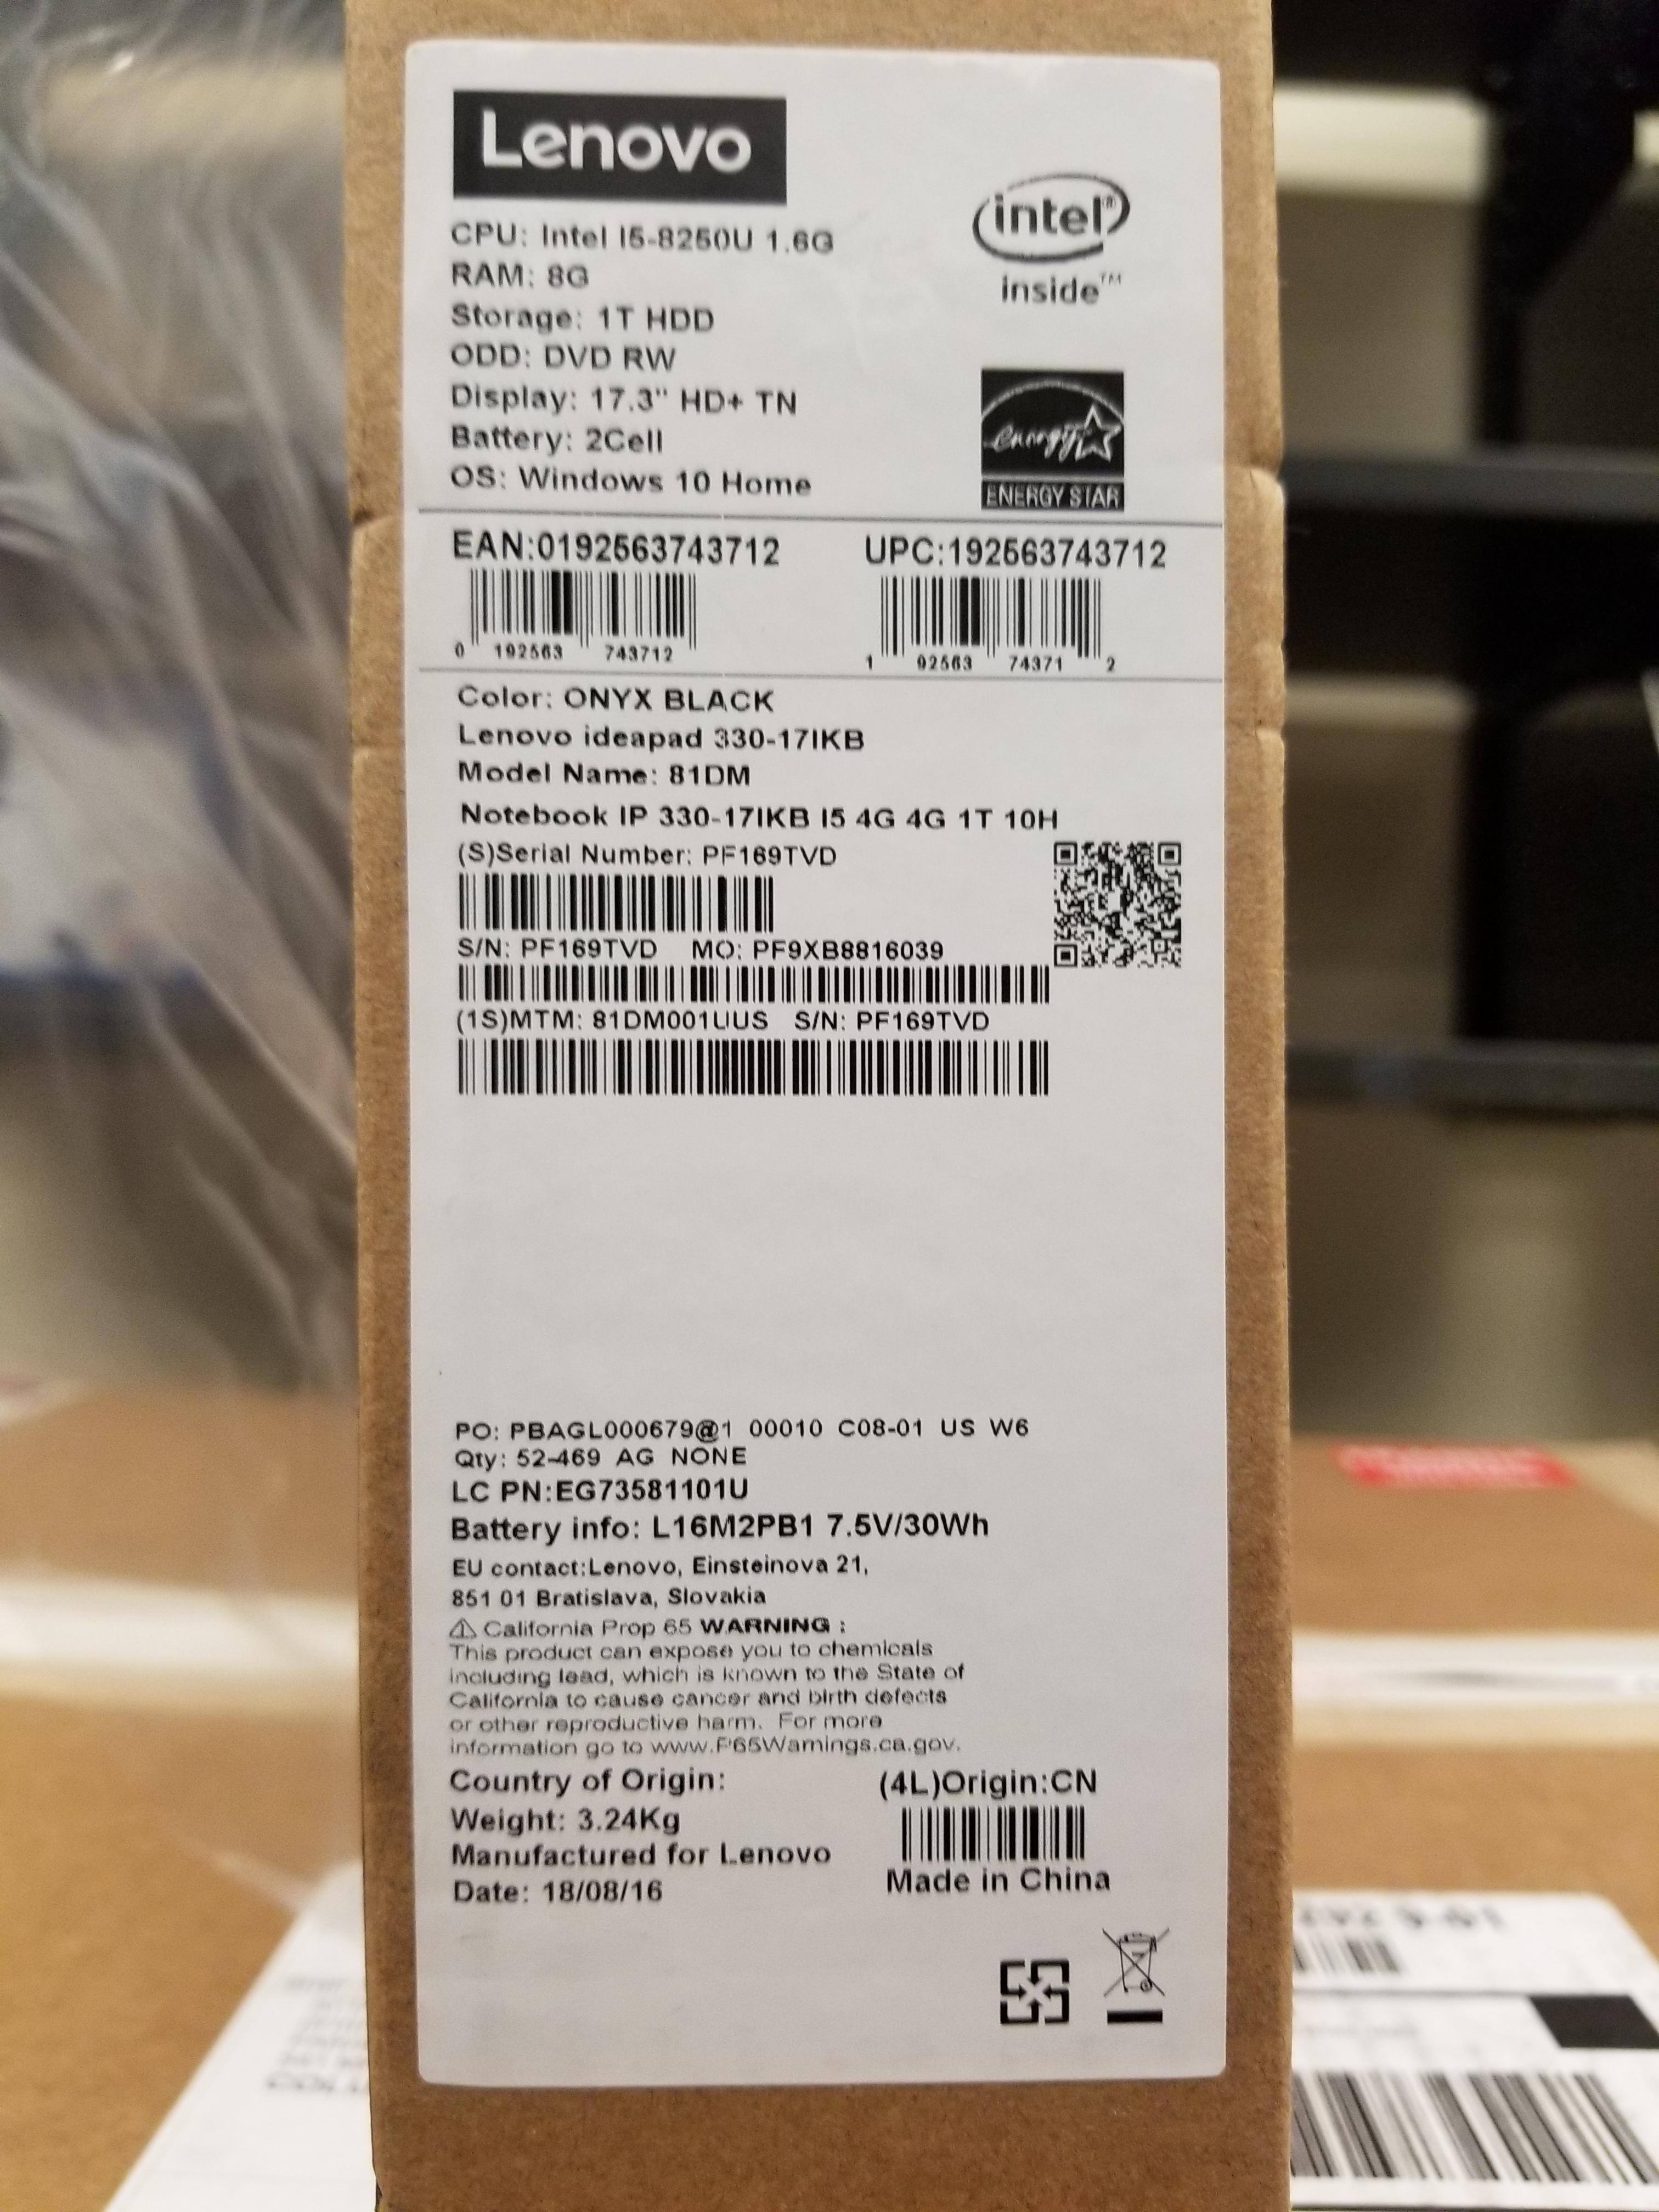 Lenovo
CPU: Intel I5-8250U 1.6G
RAM: 8G
Storage: 1T HDD
ODD: DVD RW
Display: 17.3" HD+ TN
Battery: 2Cell
OS: Windows 10 Home
intel®
inside™
energy
ENERGY STAR
EAN:0192563743712 UPC:192563743712
0 192563 743712 1 92563 74371 2
Color: ONYX BLACK
Lenovo ideapad 330-17IKB
Model Name: 81DM
Notebook IP 330-17IKB I5 4G 4G 1T 10H
(S)Serial Number: PF169TVD
S/N: PF169TVD MO: PF9XB8816039
(1S)MTM: 81DM001UUS S/N: PF169TVD
PO: PBAGL000679@1 00010 C08-01 US W6
Qty: 52-469 AG NONE
LC PN:EG73581101U
Battery info: L16M2PB1 7.5V/30Wh
EU contact:Lenovo, Einsteinova 21,
851 01 Bratislava, Slovakia
⚠ California Prop 65 WARNING :
This product can expose you to chemicals
including lead, which is known to the State of
California to cause cancer and birth defects
or other reproductive harm. For more
information go to www.P65Warnings.ca.gov.
Country of Origin: (4L)Origin:CN
Weight: 3.24Kg
Manufactured for Lenovo Made in China
Date: 18/08/16